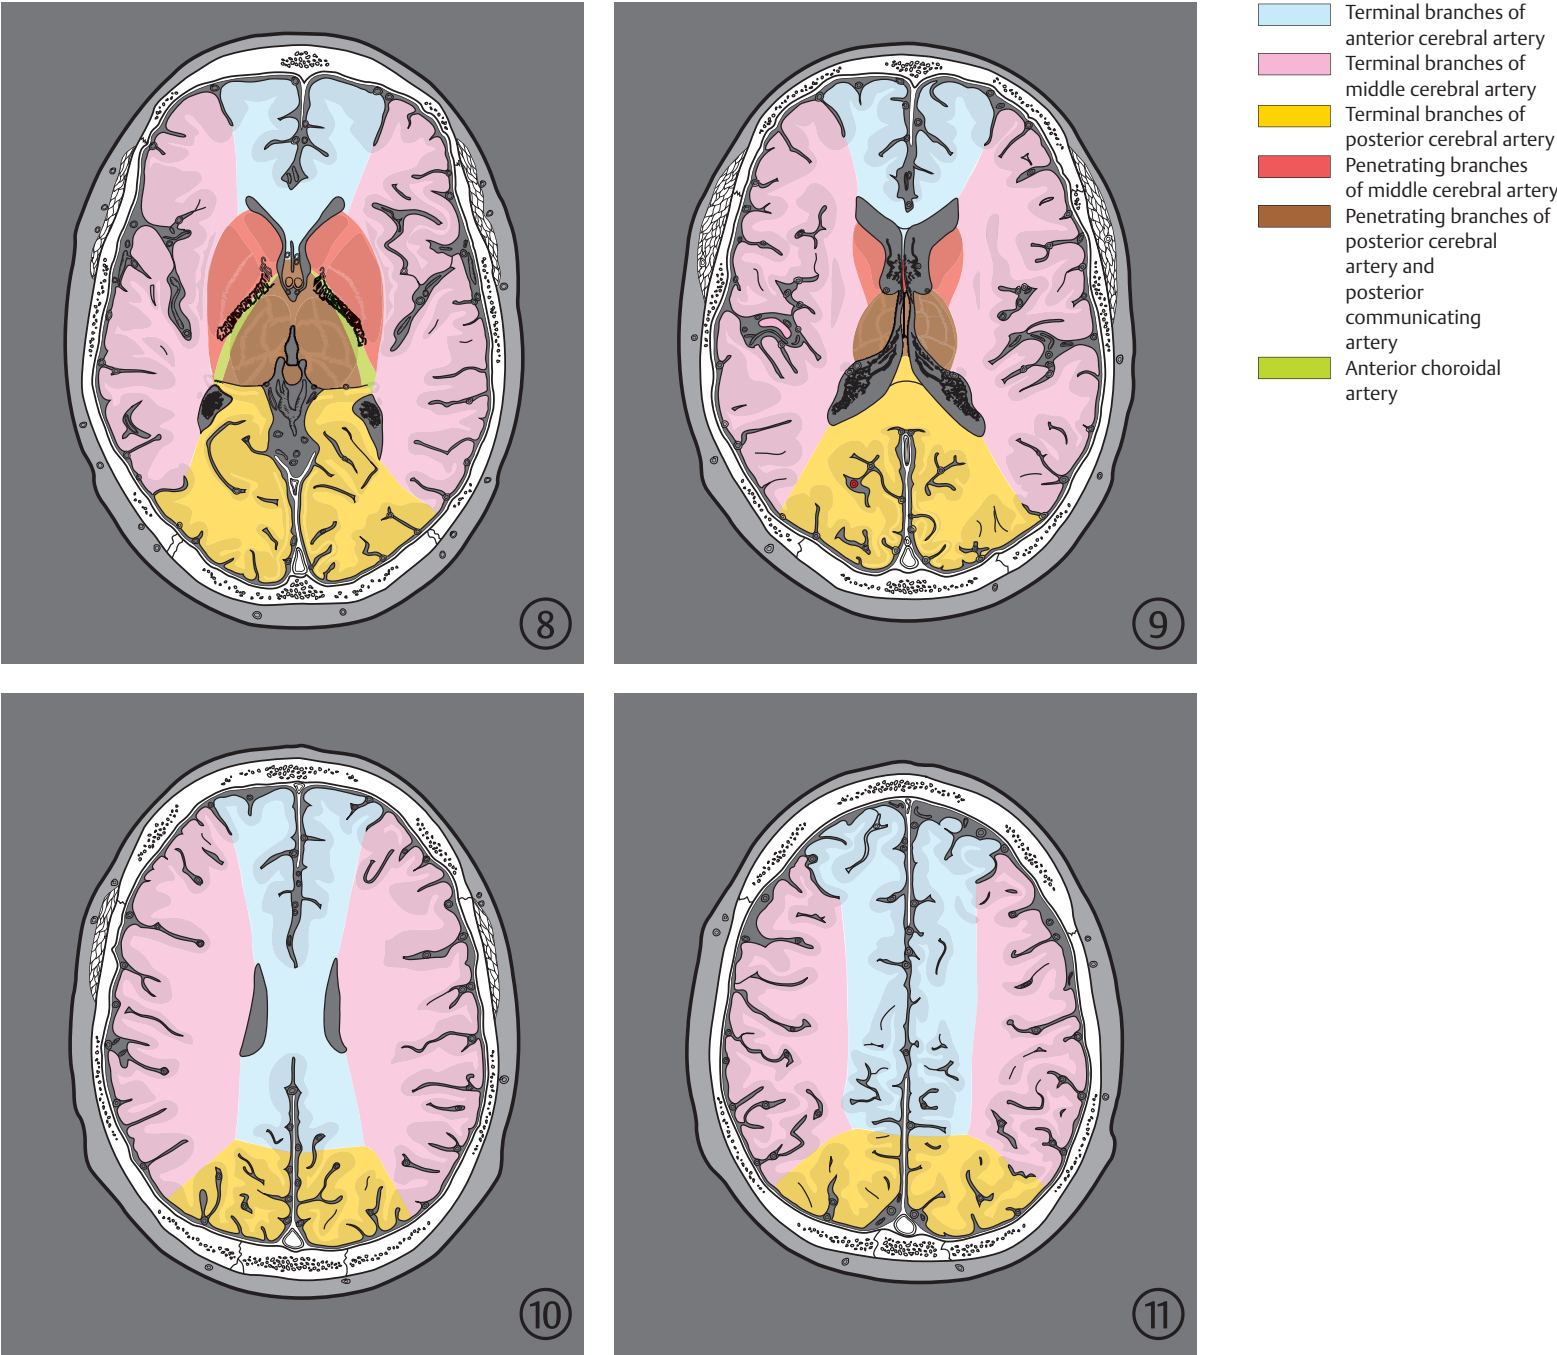 Terminal branches of
anterior cerebral artery
Terminal branches of
middle cerebral artery
Terminal branches of
posterior cerebral artery
Penetrating branches
of middle cerebral artery
Penetrating branches of
posterior cerebral
artery and
posterior
communicating
artery
Anterior choroidal
artery
8
9
10
11